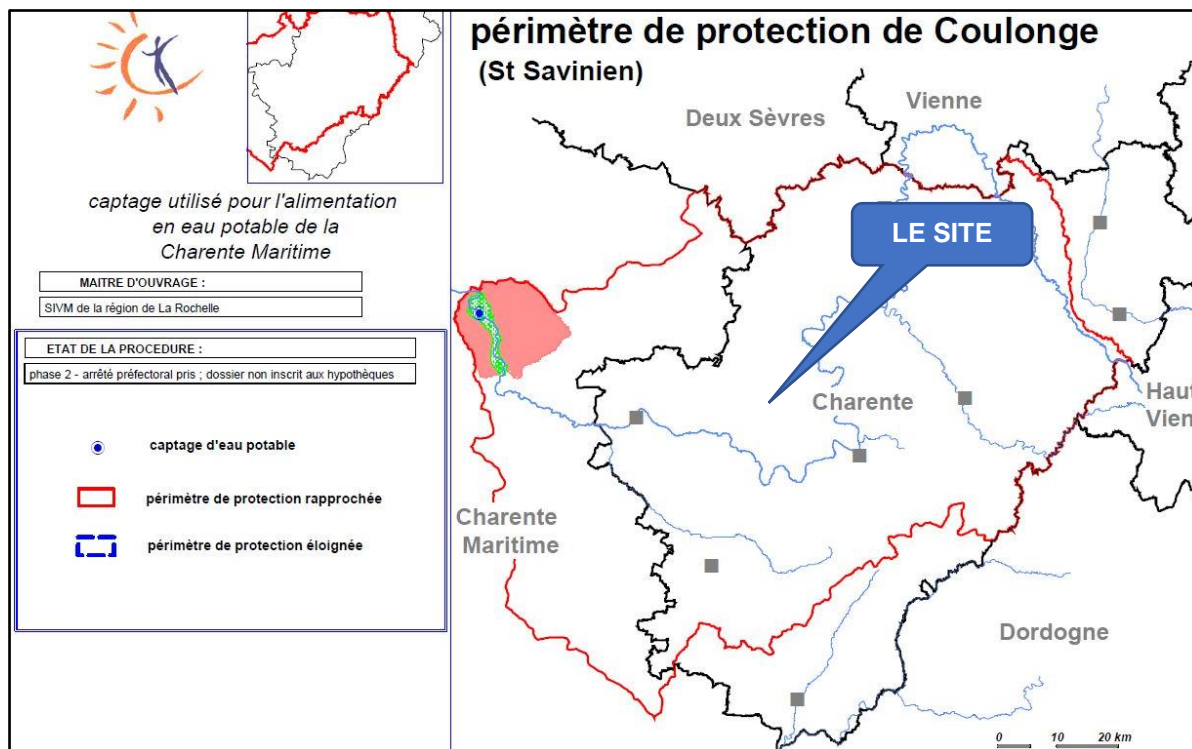 périmètre de protection de Coulonge
(St Savinien)
captage utilisé pour l'alimentation
en eau potable de la
Charente Maritime
MAITRE D'OUVRAGE :
SIVM de la région de La Rochelle
ETAT DE LA PROCEDURE :
phase 2 - arrêté préfectoral pris ; dossier non inscrit aux hypothèques
captage d'eau potable
périmètre de protection rapprochée
périmètre de protection éloignée
Deux Sèvres
Vienne
LE SITE
Charente
Haut
Vien
Charente
Maritime
Dordogne
0 10 20 km